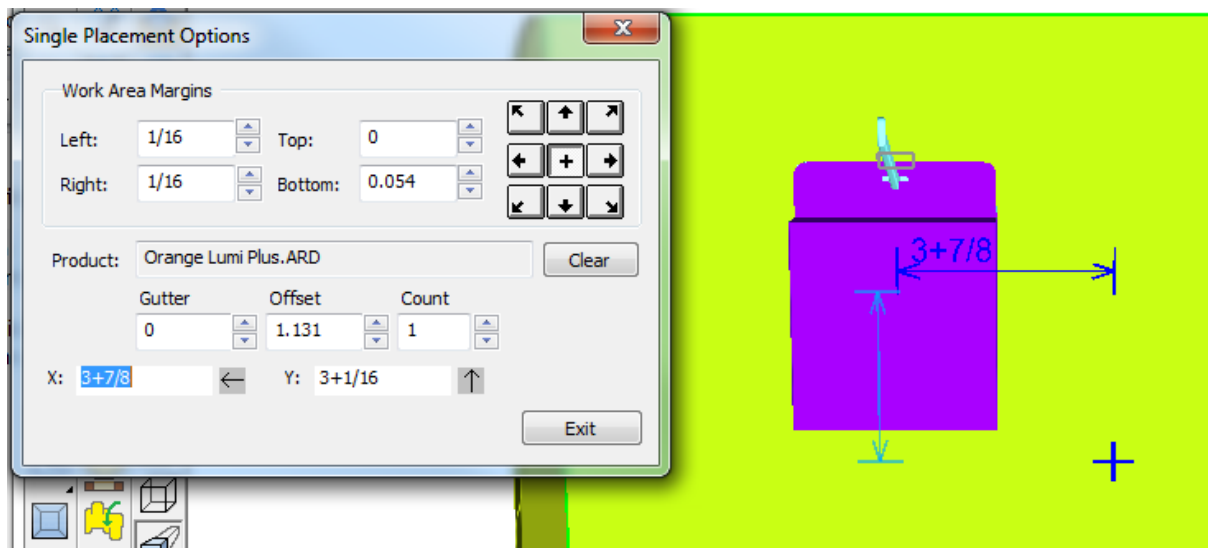 Single Placement Options
Work Area Margins
Left: 1/16 Top: 0
Right: 1/16 Bottom: 0.054
Product: Orange Lumi Plus.ARD Clear
Gutter Offset Count
0 1.131 1
X: 3+7/8 Y: 3+1/16
Exit
3+7/8